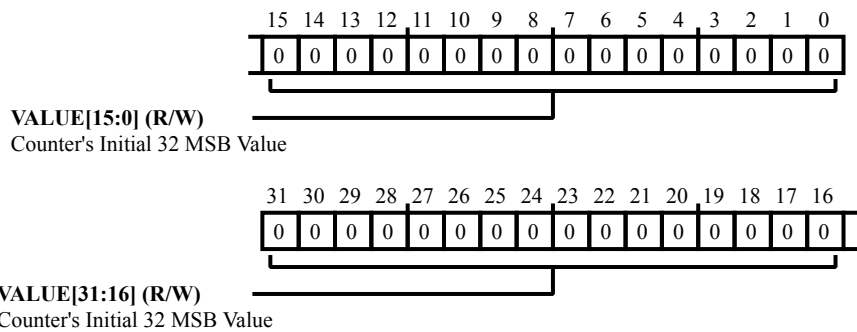 15 14 13 12 11 10 9 8 7 6 5 4 3 2 1 0
0 0 0 0 0 0 0 0 0 0 0 0 0 0 0 0
VALUE[15:0] (R/W)
Counter's Initial 32 MSB Value
31 30 29 28 27 26 25 24 23 22 21 20 19 18 17 16
0 0 0 0 0 0 0 0 0 0 0 0 0 0 0 0
VALUE[31:16] (R/W)
Counter's Initial 32 MSB Value